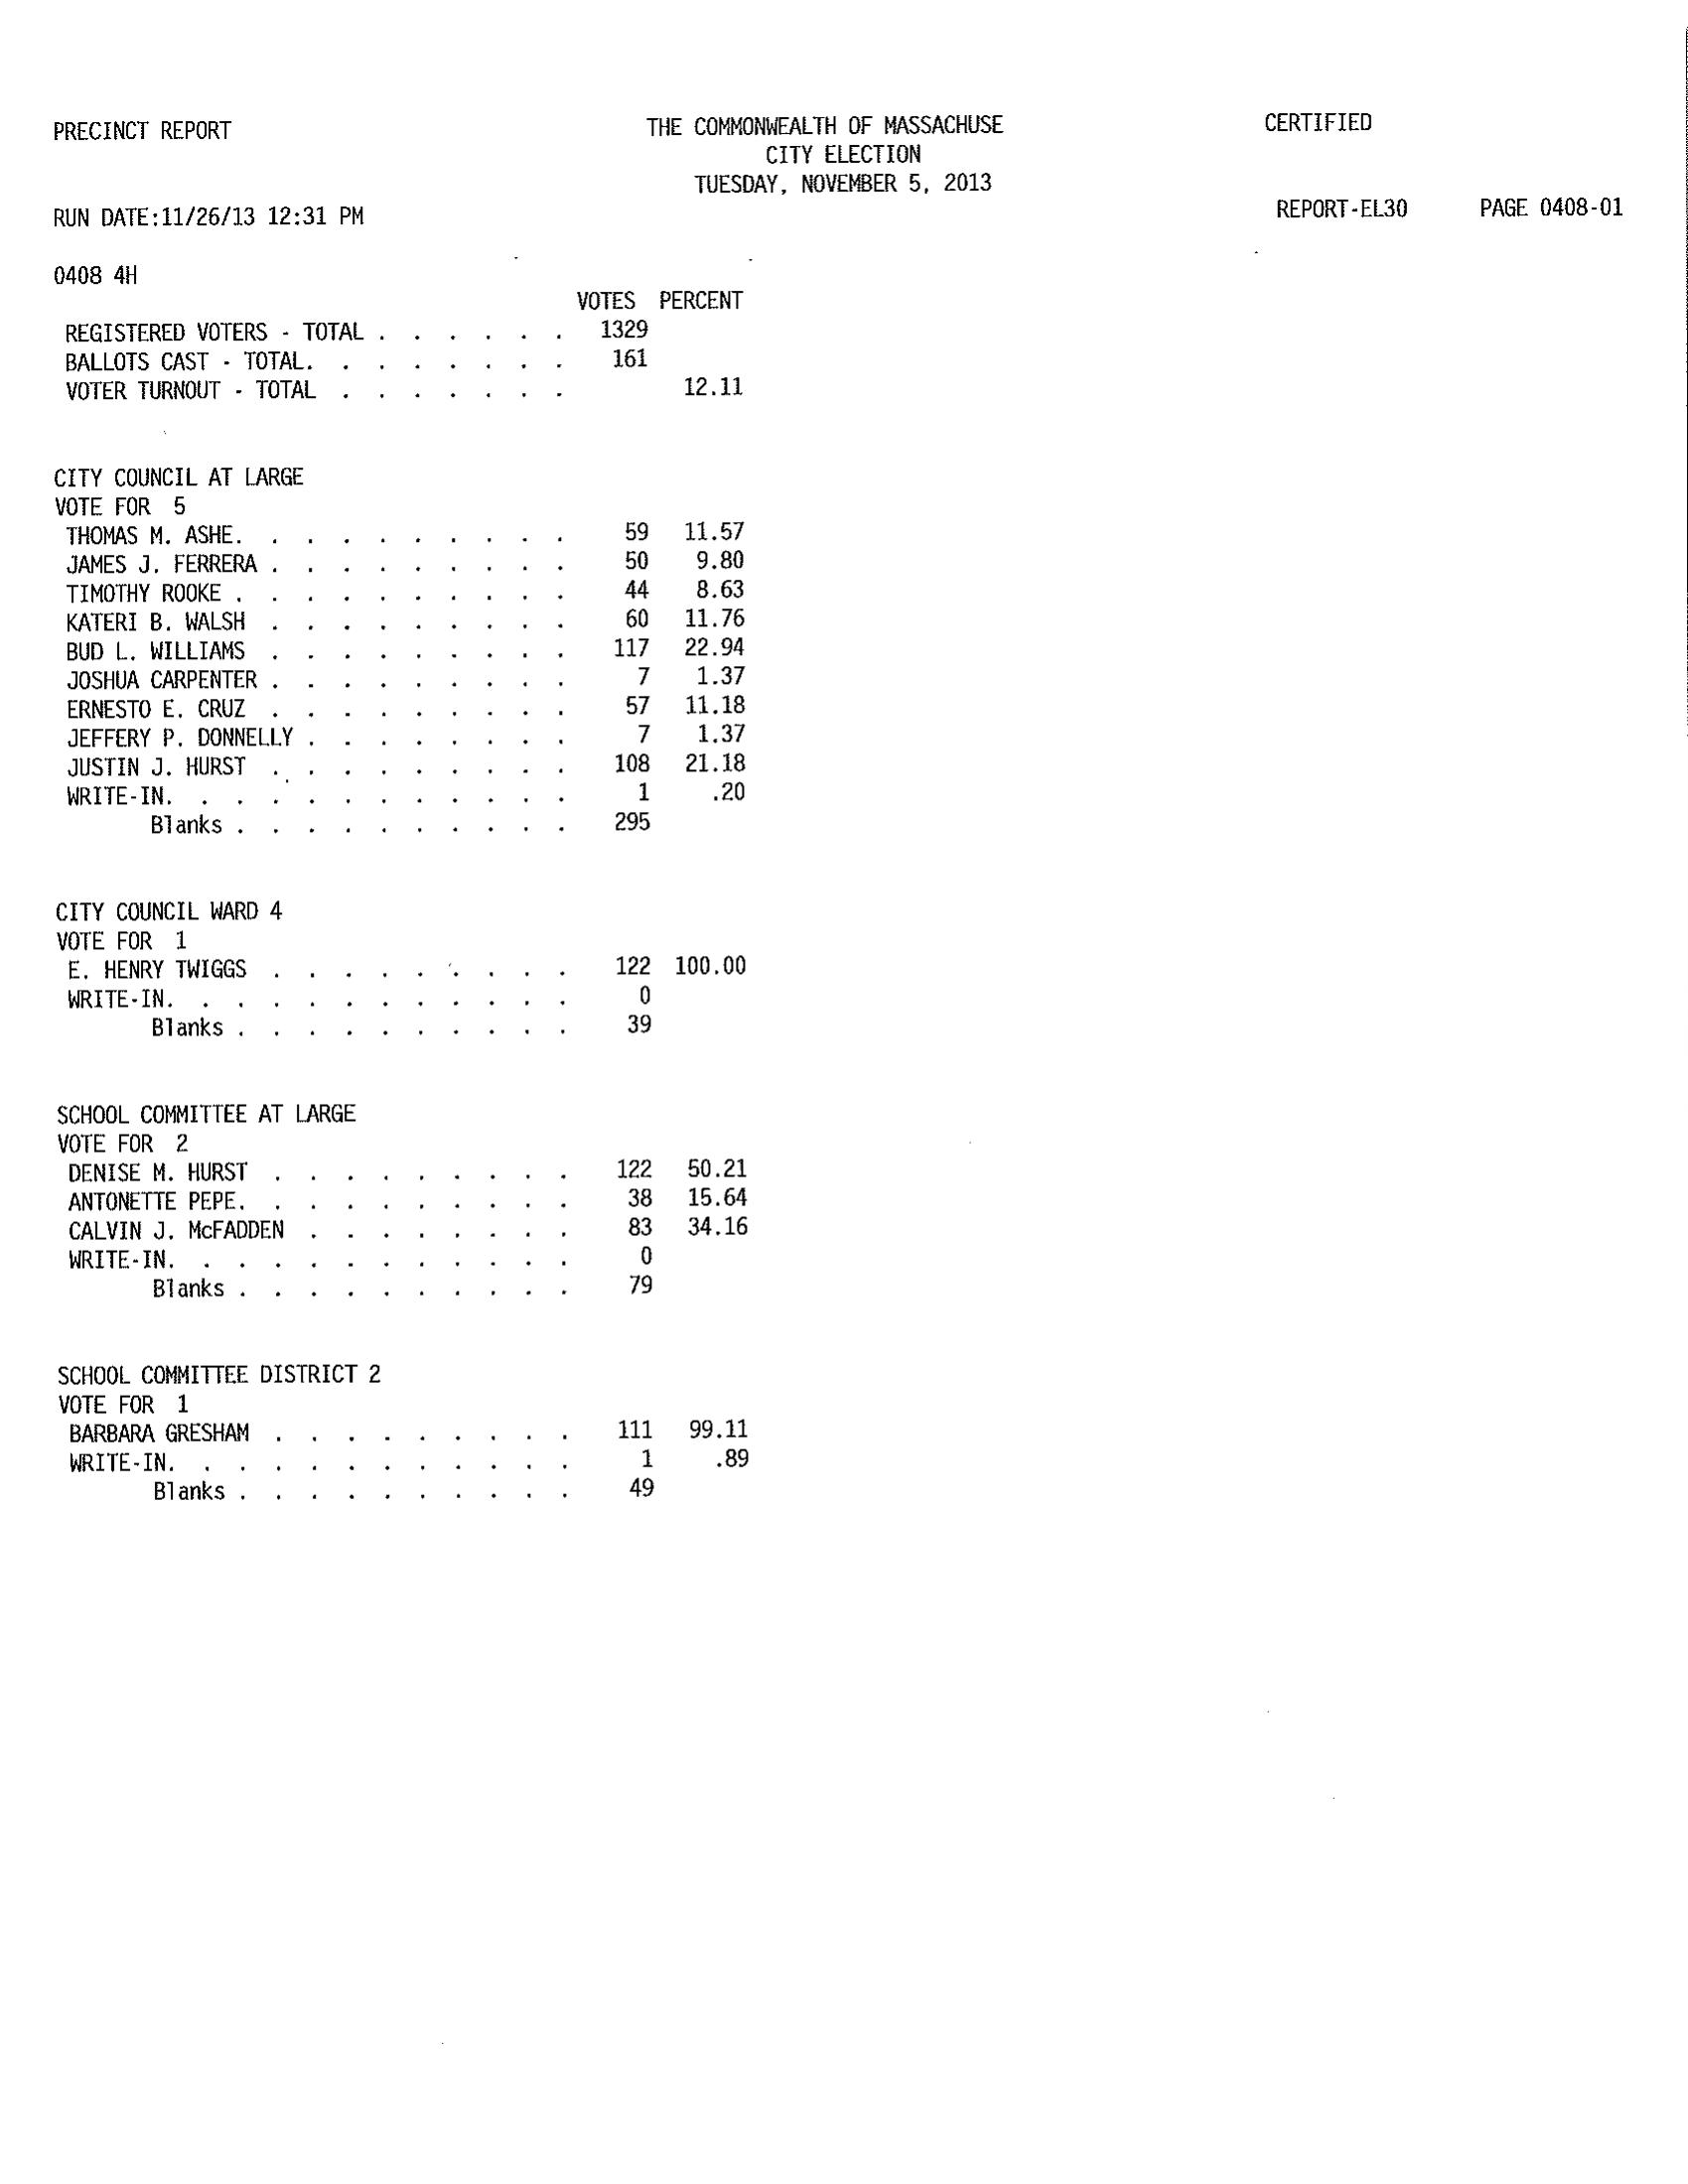 PRECINCT REPORT THE COMMONWEALTH OF MASSACHUSE CERTIFIED
CITY ELECTION
TUESDAY, NOVEMBER 5, 2013
RUN DATE:11/26/13 12:31 PM REPORT-EL30 PAGE 0408-01
0408 4H
VOTES PERCENT
REGISTERED VOTERS - TOTAL . . . . . . 1329
BALLOTS CAST - TOTAL. . . . . . . . 161
VOTER TURNOUT - TOTAL . . . . . . . 12.11
CITY COUNCIL AT LARGE
VOTE FOR 5
THOMAS M. ASHE. . . . . . . . . . 59 11.57
JAMES J. FERRERA . . . . . . . . . 50 9.80
TIMOTHY ROOKE . . . . . . . . . . 44 8.63
KATERI B. WALSH . . . . . . . . . 60 11.76
BUD L. WILLIAMS . . . . . . . . . 117 22.94
JOSHUA CARPENTER . . . . . . . . . 7 1.37
ERNESTO E. CRUZ . . . . . . . . . 57 11.18
JEFFERY P. DONNELLY . . . . . . . . 7 1.37
JUSTIN J. HURST . . . . . . . . . 108 21.18
WRITE-IN. . . . . . . . . . . . 1 .20
Blanks . . . . . . . . . . 295
CITY COUNCIL WARD 4
VOTE FOR 1
E. HENRY TWIGGS . . . . . . . . . 122 100.00
WRITE-IN. . . . . . . . . . . . 0
Blanks . . . . . . . . . . 39
SCHOOL COMMITTEE AT LARGE
VOTE FOR 2
DENISE M. HURST . . . . . . . . . 122 50.21
ANTONETTE PEPE. . . . . . . . . . 38 15.64
CALVIN J. McFADDEN . . . . . . . . 83 34.16
WRITE-IN. . . . . . . . . . . . 0
Blanks . . . . . . . . . . 79
SCHOOL COMMITTEE DISTRICT 2
VOTE FOR 1
BARBARA GRESHAM . . . . . . . . . 111 99.11
WRITE-IN. . . . . . . . . . . . 1 .89
Blanks . . . . . . . . . . 49